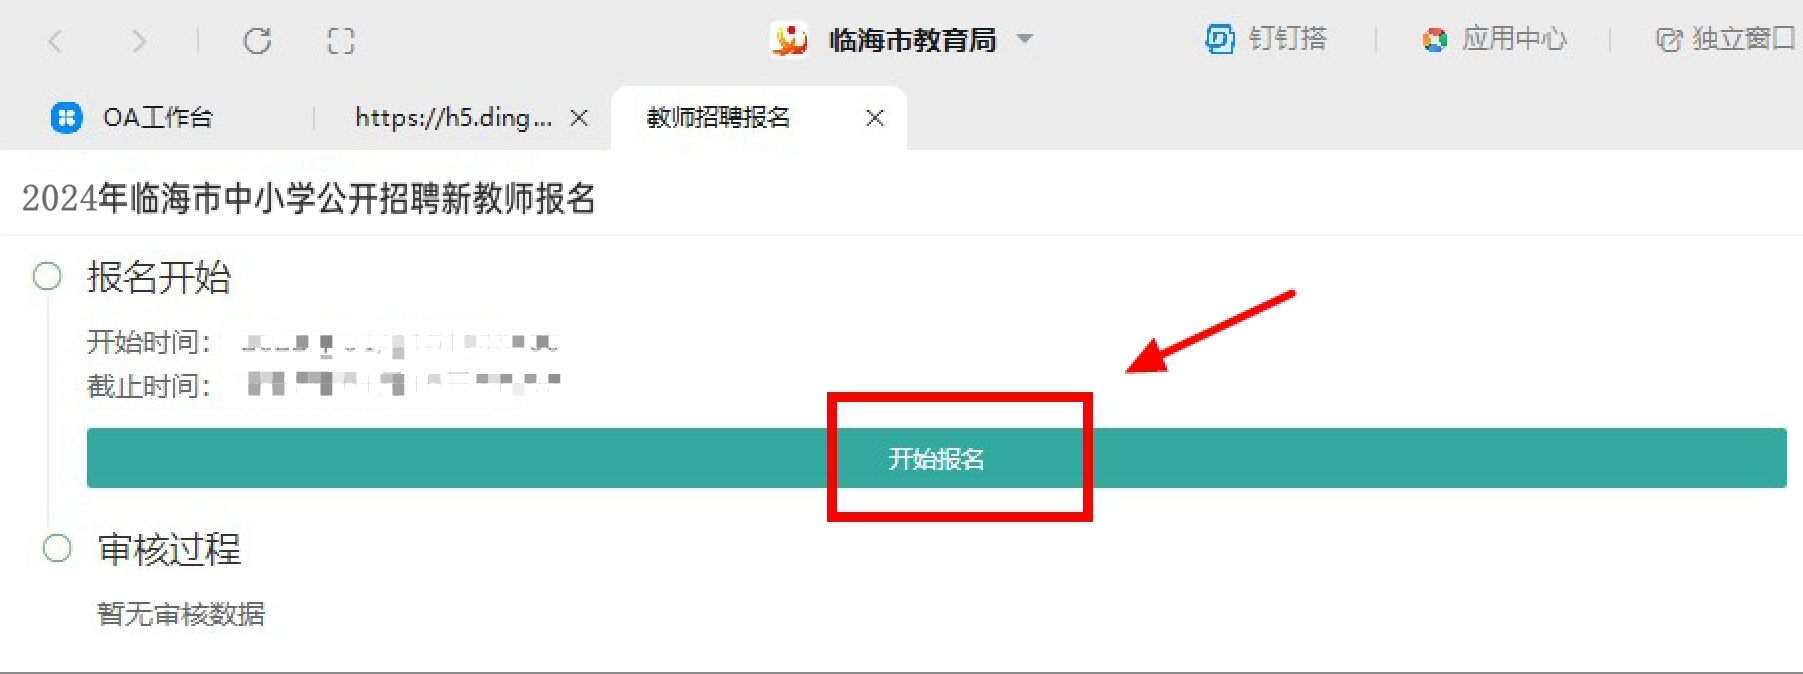 临海市教育局
钉钉搭
应用中心
独立窗口
OA工作台
https://h5.ding...
教师招聘报名
2024年临海市中小学公开招聘新教师报名
报名开始
开始时间：
截止时间：
开始报名
审核过程
暂无审核数据